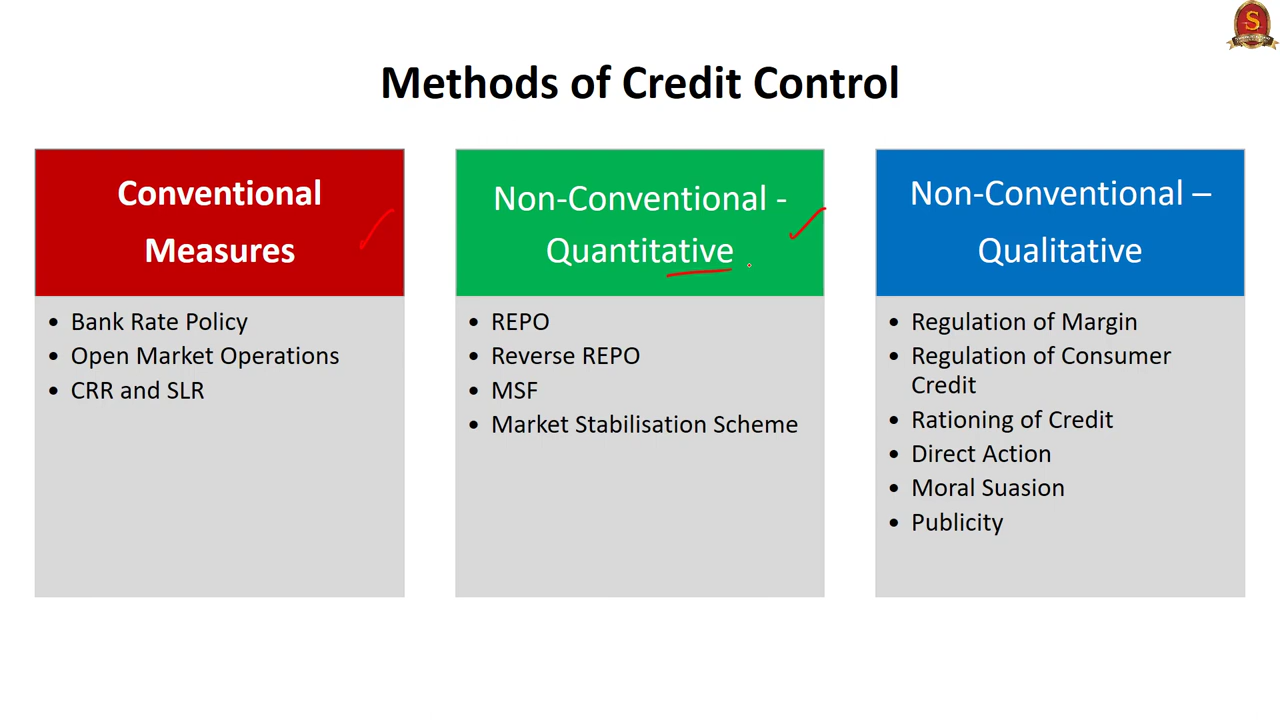 Methods of Credit Control
Conventional
Measures
• Bank Rate Policy
• Open Market Operations
• CRR and SLR
Non-Conventional -
Quantitative
• REPO
• Reverse REPO
• MSF
• Market Stabilisation Scheme
Non-Conventional –
Qualitative
• Regulation of Margin
• Regulation of Consumer
Credit
• Rationing of Credit
• Direct Action
• Moral Suasion
• Publicity
S